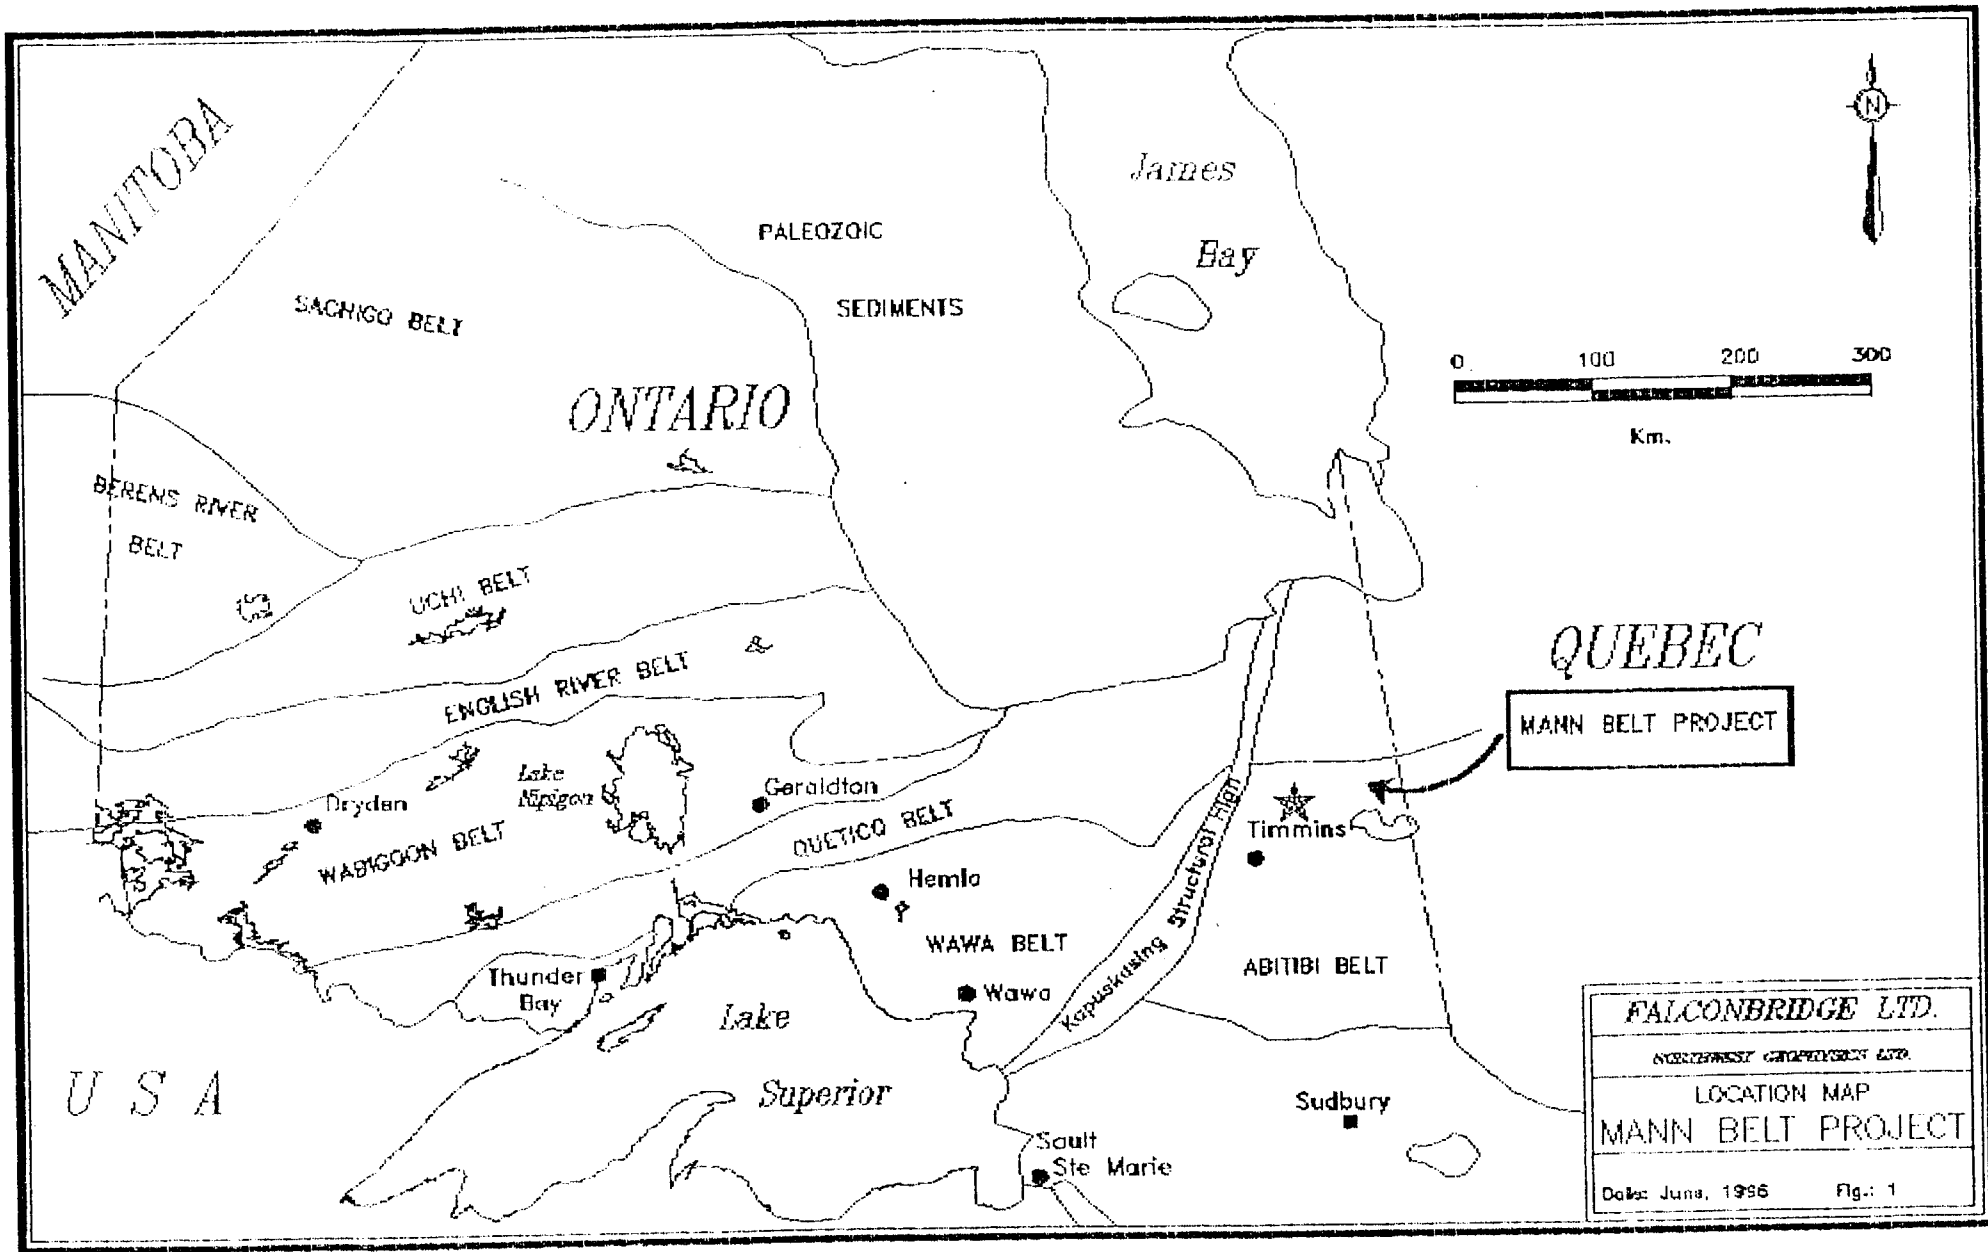 MANITOBA
N
James
Bay
PALEOZOIC
SEDIMENTS
SACHIGO BELT
0 100 200 300
Km.
ONTARIO
BERENS RIVER
BELT
UCHI BELT
ENGLISH RIVER BELT
QUEBEC
MANN BELT PROJECT
Lake
Nipigon
Geraldton
Dryden
WABIGOON BELT
QUETICO BELT
Timmins
Hemlo
Kapuskasing Structural High
WAWA BELT
ABITIBI BELT
Thunder
Bay
Wawa
Lake
Superior
U S A
Sudbury
Sault
Ste Marie
FALCONBRIDGE LTD.
NORTHWEST GEOPHYSICS LTD.
LOCATION MAP
MANN BELT PROJECT
Date: June, 1996 Fig.: 1